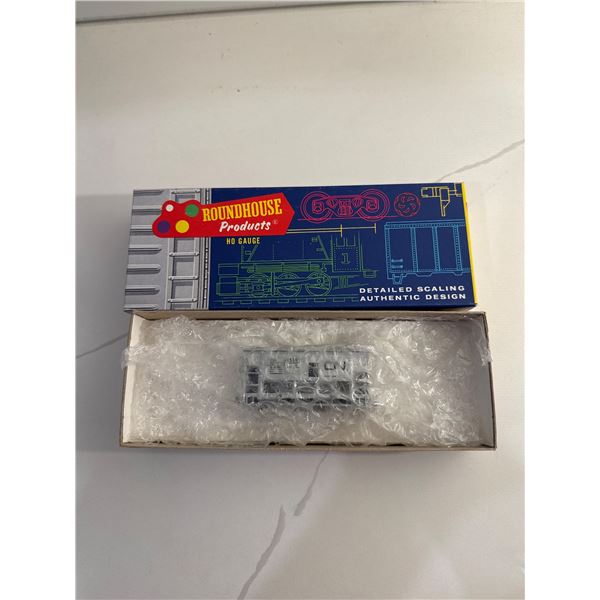 ROUNDHOUSE
Products®
HO GAUGE
1
DETAILED SCALING
AUTHENTIC DESIGN
CN